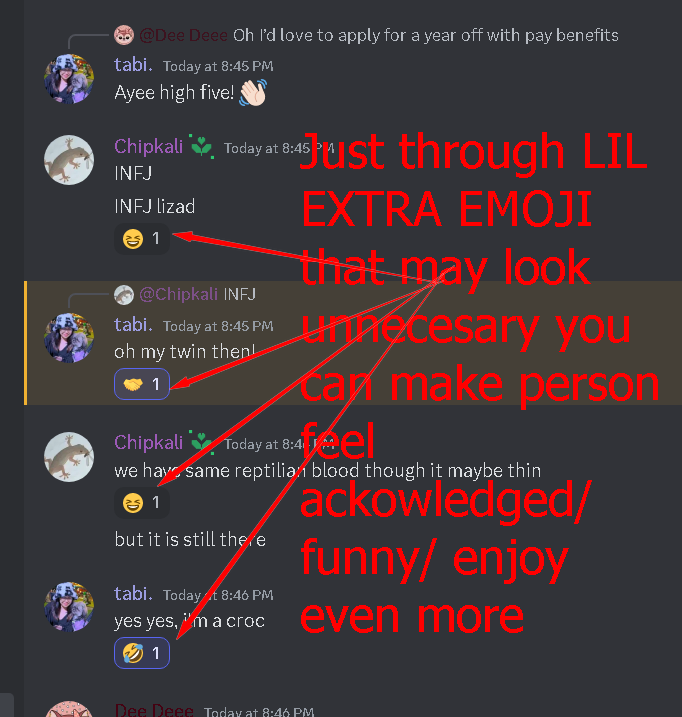 @Dee Deee Oh I'd love to apply for a year off with pay benefits
tabi. Today at 8:45 PM
Ayee high five!
Chipkali Today at 8:45 PM
INFJ
INFJ lizad
1
@Chipkali INFJ
tabi. Today at 8:45 PM
oh my twin then!
1
Chipkali Today at 8:46 PM
we have same reptilian blood though it maybe thin
1
but it is still there
tabi. Today at 8:46 PM
yes yes, i'm a croc
1
Dee Deee Today at 8:46 PM
Just through LIL
EXTRA EMOJI
that may look
unnecesary you
can make person
feel
ackowledged/
funny/ enjoy
even more